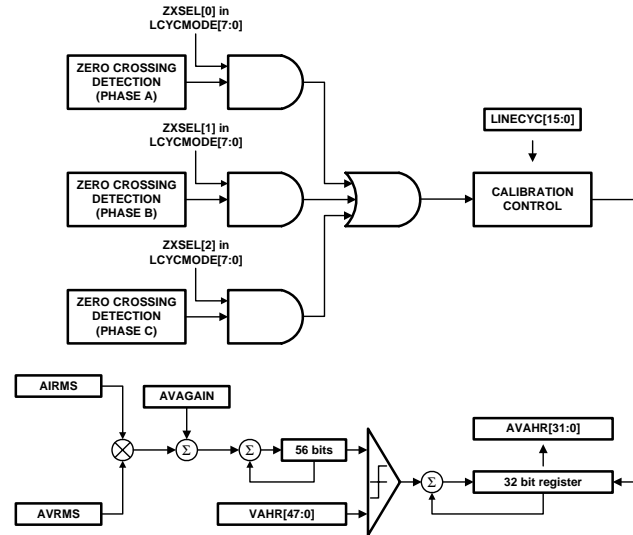 ZXSEL[0] in
LCYCMODE[7:0]
ZERO CROSSING
DETECTION
(PHASE A)
ZXSEL[1] in
LCYCMODE[7:0]
ZERO CROSSING
DETECTION
(PHASE B)
ZXSEL[2] in
LCYCMODE[7:0]
ZERO CROSSING
DETECTION
(PHASE C)
LINECYC[15:0]
CALIBRATION
CONTROL
AIRMS
AVAGAIN
AVRMS
Σ
Σ
56 bits
VAHR[47:0]
Σ
AVAHR[31:0]
32 bit register